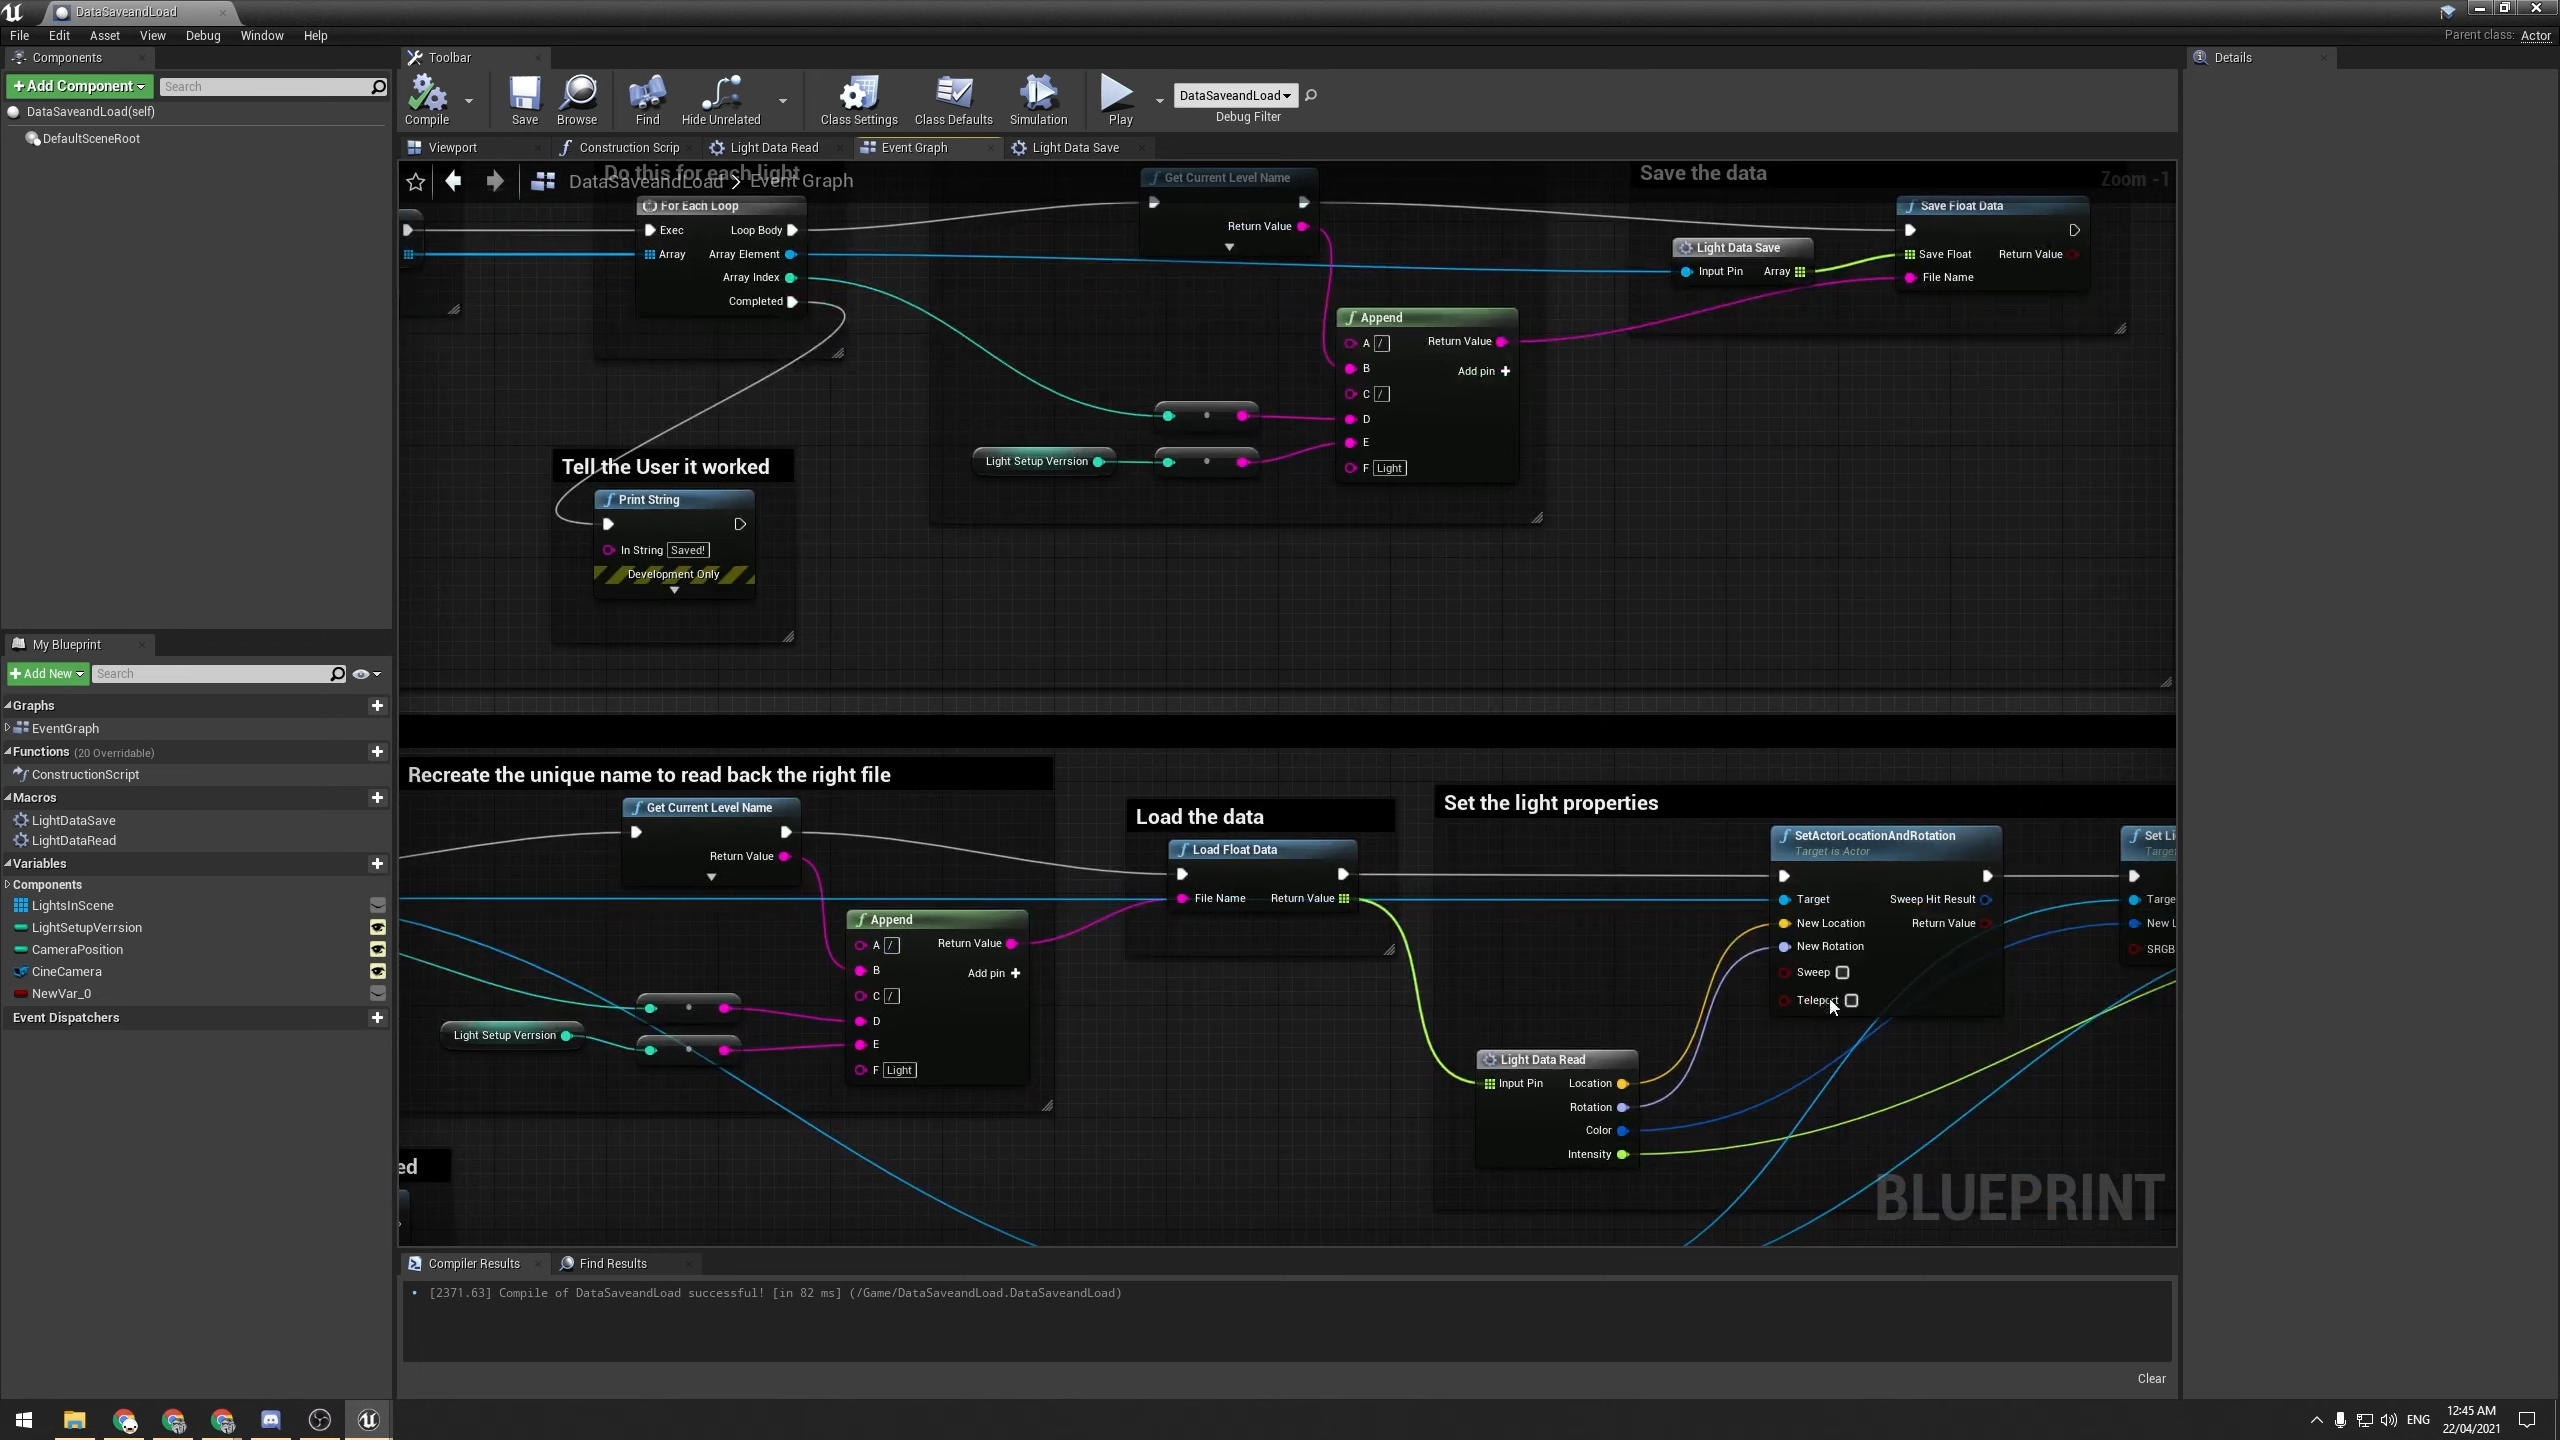 DataSaveandLoad
File Edit Asset View Debug Window Help
Parent class: Actor
Components
Toolbar
Details
Add Component
Search
DataSaveandLoad(self)
DefaultSceneRoot
Compile
Save
Browse
Find
Hide Unrelated
Class Settings
Class Defaults
Simulation
Play
DataSaveandLoad
Debug Filter
Viewport
Construction Scrip
Light Data Read
Event Graph
Light Data Save
Do this for each light
DataSaveandLoad > Event Graph
Zoom -1
For Each Loop
Exec
Loop Body
Array
Array Element
Array Index
Completed
Get Current Level Name
Return Value
Save the data
Light Data Save
Input Pin
Array
Save Float Data
Save Float
Return Value
File Name
Append
A /
Return Value
B
Add pin
C /
D
E
F Light
Light Setup Verrsion
Tell the User it worked
Print String
In String Saved!
Development Only
My Blueprint
Add New
Search
Graphs
EventGraph
Functions (20 Overridable)
ConstructionScript
Macros
LightDataSave
LightDataRead
Variables
Components
LightsInScene
LightSetupVerrsion
CameraPosition
CineCamera
NewVar_0
Event Dispatchers
Recreate the unique name to read back the right file
Get Current Level Name
Return Value
Append
A /
Return Value
B
Add pin
C /
D
E
F Light
Light Setup Verrsion
ed
Load the data
Load Float Data
File Name
Return Value
Set the light properties
SetActorLocationAndRotation
Target is Actor
Target
Sweep Hit Result
New Location
Return Value
New Rotation
Sweep
Teleport
Set Li
Target
Targe
New L
SRGB
Light Data Read
Input Pin
Location
Rotation
Color
Intensity
BLUEPRINT
Compiler Results
Find Results
[2371.63] Compile of DataSaveandLoad successful! [in 82 ms] (/Game/DataSaveandLoad.DataSaveandLoad)
Clear
ENG
12:45 AM
22/04/2021